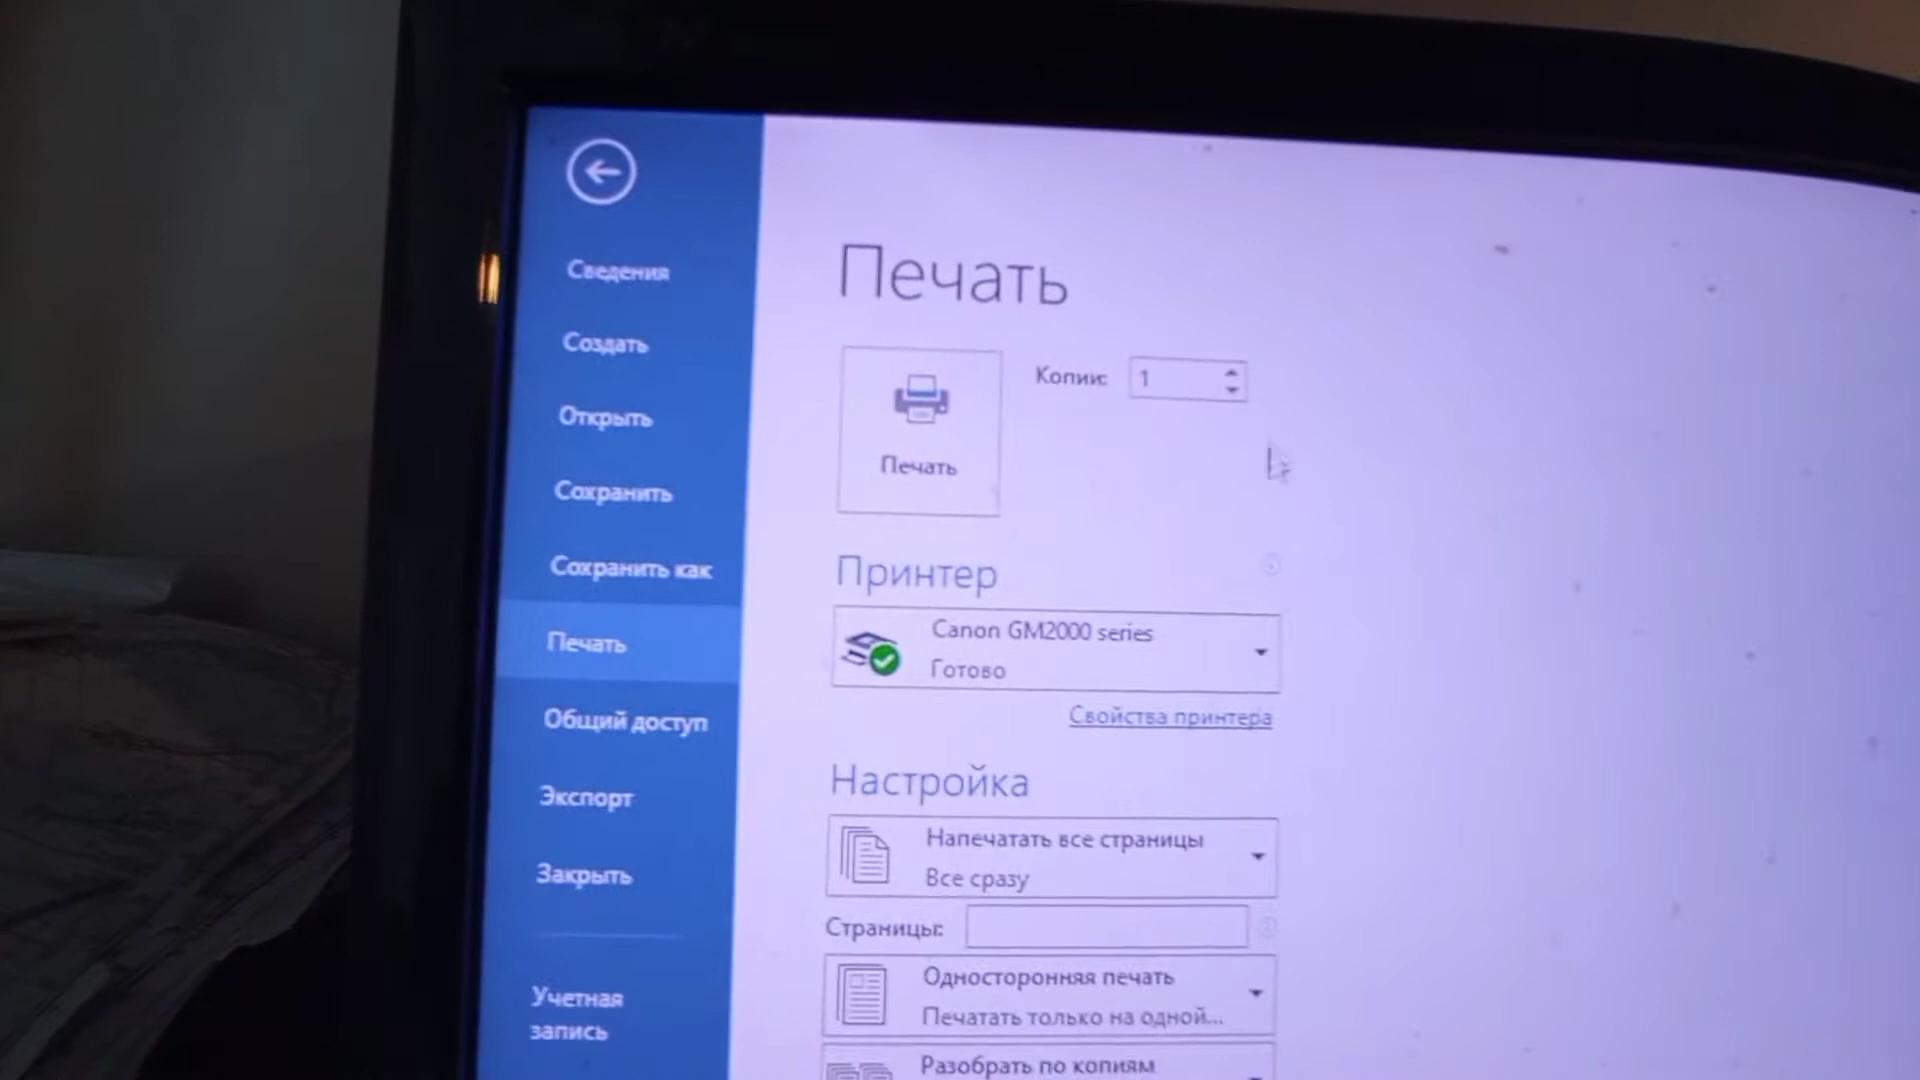 Сведения
Создать
Открыть
Сохранить
Сохранить как
Печать
Общий доступ
Экспорт
Закрыть
Учетная
запись
Печать
Печать
Копии: 1
Принтер
Canon GM2000 series
Готово
Свойства принтера
Настройка
Напечатать все страницы
Все сразу
Страницы:
Односторонняя печать
Печатать только на одной...
Разобрать по копиям